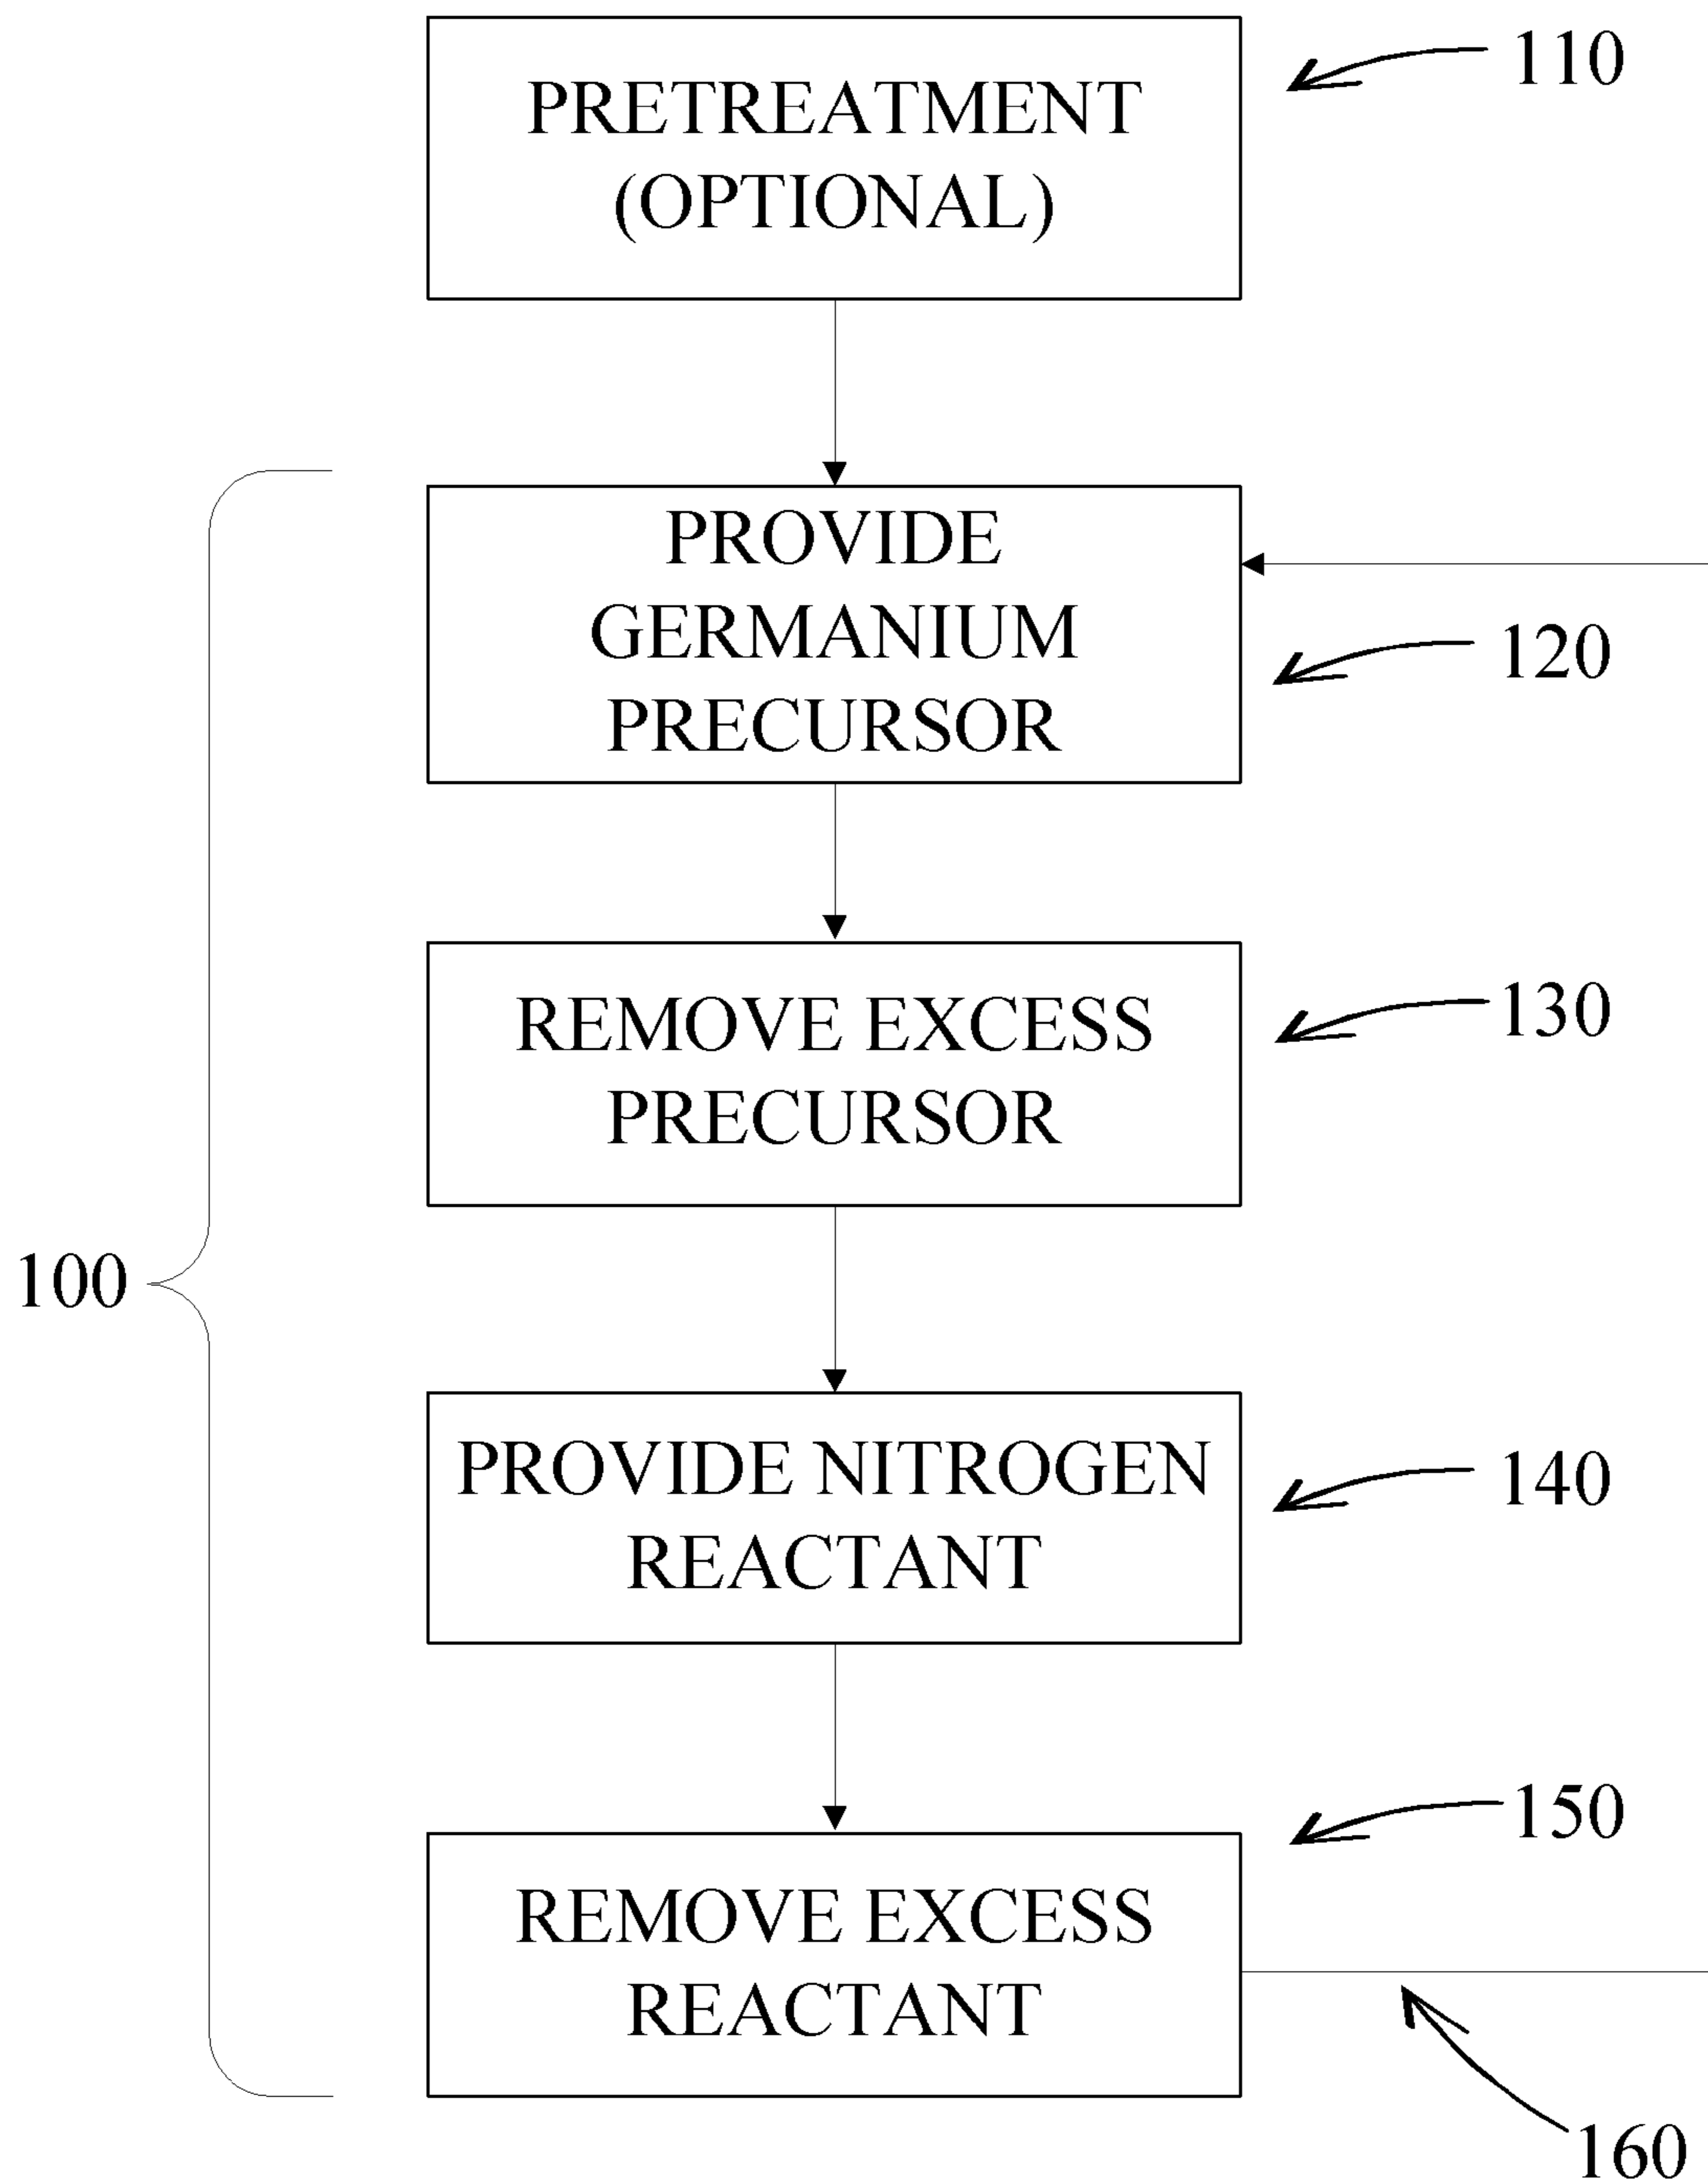 PRETREATMENT
(OPTIONAL)
110
PROVIDE
GERMANIUM
PRECURSOR
120
REMOVE EXCESS
PRECURSOR
130
100
PROVIDE NITROGEN
REACTANT
140
REMOVE EXCESS
REACTANT
150
160